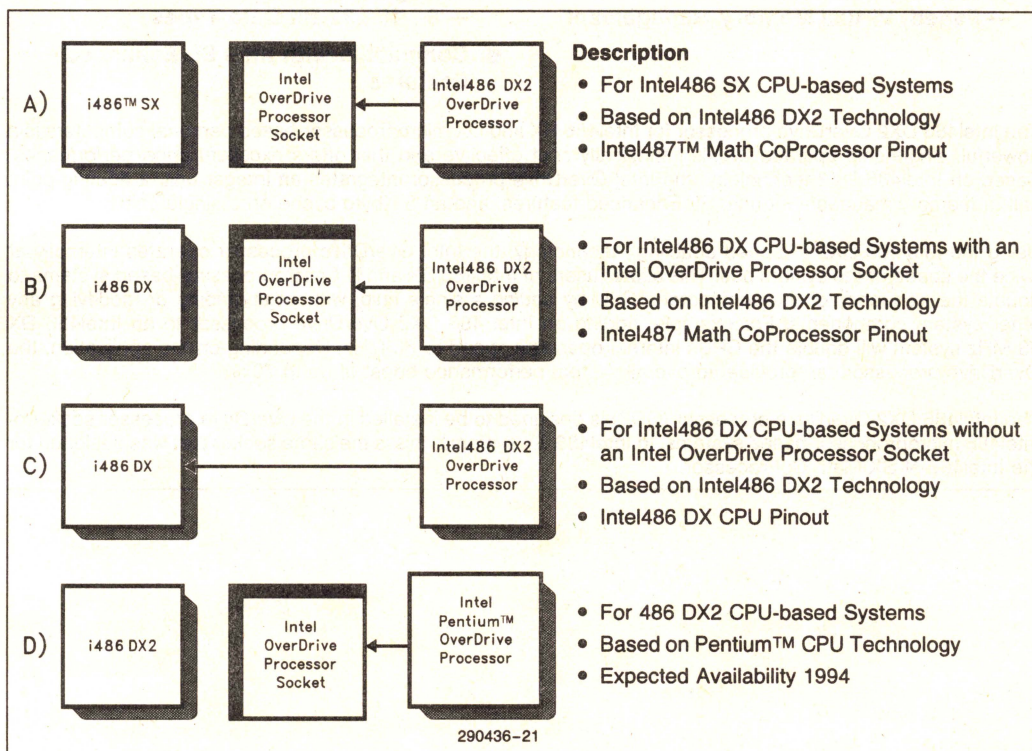 Description
A)
i486™ SX
Intel
OverDrive
Processor
Socket
Intel486 DX2
OverDrive
Processor
• For Intel486 SX CPU-based Systems
• Based on Intel486 DX2 Technology
• Intel487™ Math CoProcessor Pinout
B)
i486 DX
Intel
OverDrive
Processor
Socket
Intel486 DX2
OverDrive
Processor
• For Intel486 DX CPU-based Systems with an
Intel OverDrive Processor Socket
• Based on Intel486 DX2 Technology
• Intel487 Math CoProcessor Pinout
C)
i486 DX
Intel486 DX2
OverDrive
Processor
• For Intel486 DX CPU-based Systems without
an Intel OverDrive Processor Socket
• Based on Intel486 DX2 Technology
• Intel486 DX CPU Pinout
D)
i486 DX2
Intel
OverDrive
Processor
Socket
Intel
Pentium™
OverDrive
Processor
• For 486 DX2 CPU-based Systems
• Based on Pentium™ CPU Technology
• Expected Availability 1994
290436-21